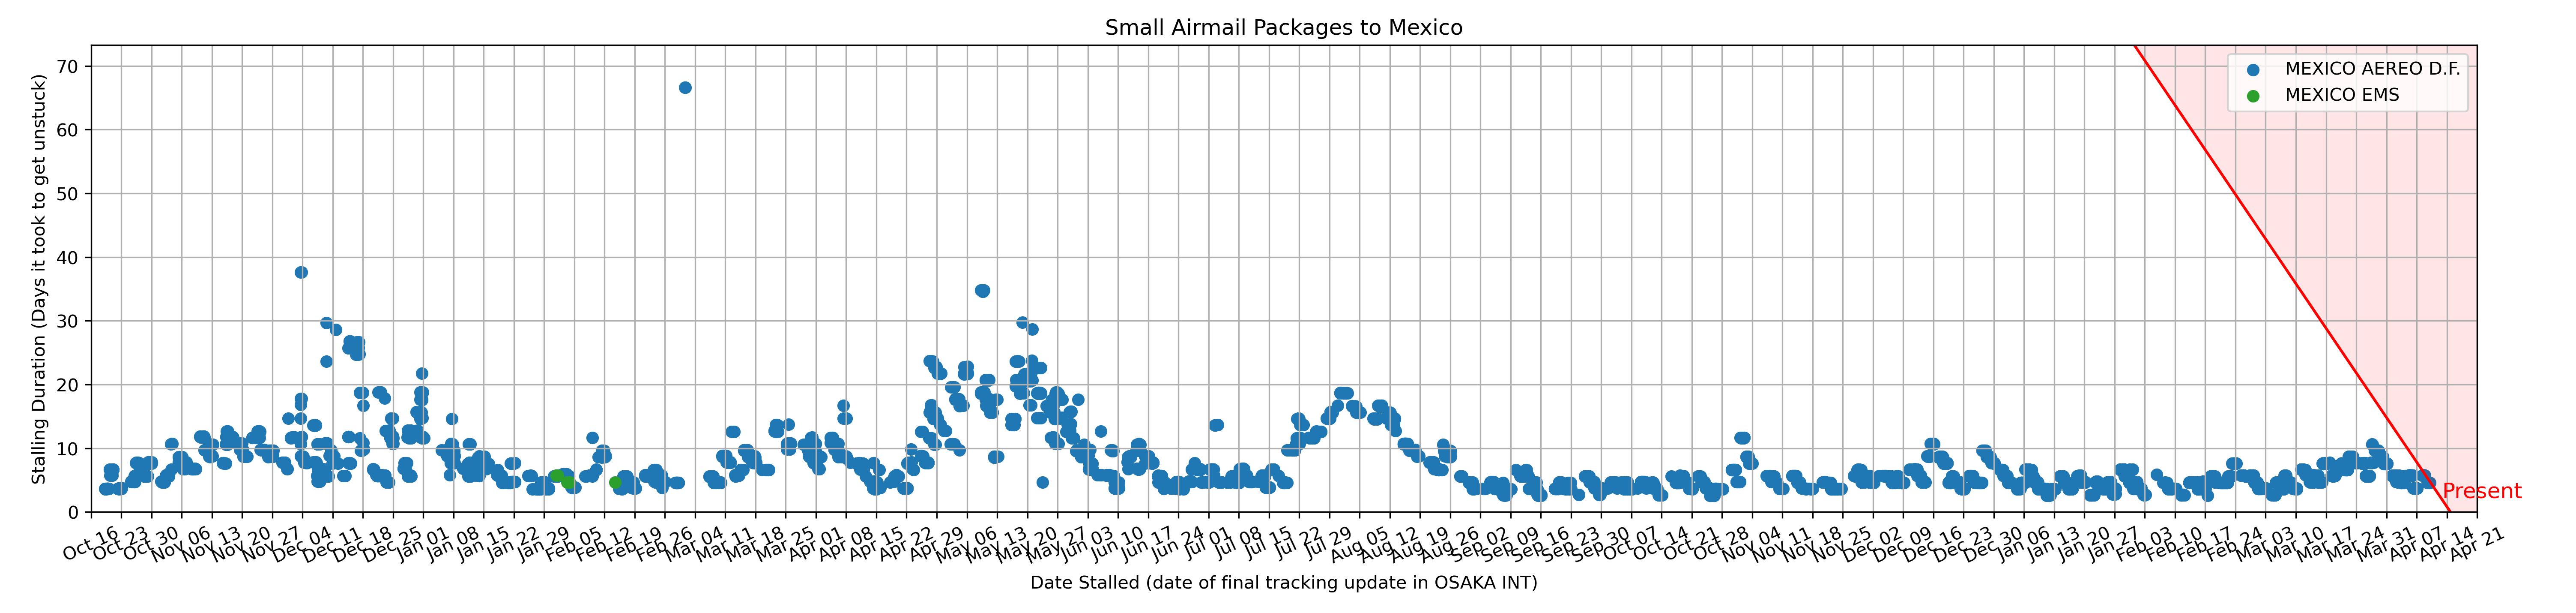 Small Airmail Packages to Mexico
MEXICO AEREO D.F.
MEXICO EMS
Stalling Duration (Days it took to get unstuck)
70
60
50
40
30
20
10
0
Present
Oct 16 Oct 23 Oct 30 Nov 06 Nov 13 Nov 20 Nov 27 Dec 04 Dec 11 Dec 18 Dec 25 Jan 01 Jan 08 Jan 15 Jan 22 Jan 29 Feb 05 Feb 12 Feb 19 Feb 26 Mar 04 Mar 11 Mar 18 Mar 25 Apr 01 Apr 08 Apr 15 Apr 22 Apr 29 May 06 May 13 May 20 May 27 Jun 03 Jun 10 Jun 17 Jun 24 Jul 01 Jul 08 Jul 15 Jul 22 Jul 29 Aug 05 Aug 12 Aug 19 Aug 26 Sep 02 Sep 09 Sep 16 Sep 23 Sep 30 Oct 07 Oct 14 Oct 21 Oct 28 Nov 04 Nov 11 Nov 18 Nov 25 Dec 02 Dec 09 Dec 16 Dec 23 Dec 30 Jan 06 Jan 13 Jan 20 Jan 27 Feb 03 Feb 10 Feb 17 Feb 24 Mar 03 Mar 10 Mar 17 Mar 24 Mar 31 Apr 07 Apr 14 Apr 21
Date Stalled (date of final tracking update in OSAKA INT)